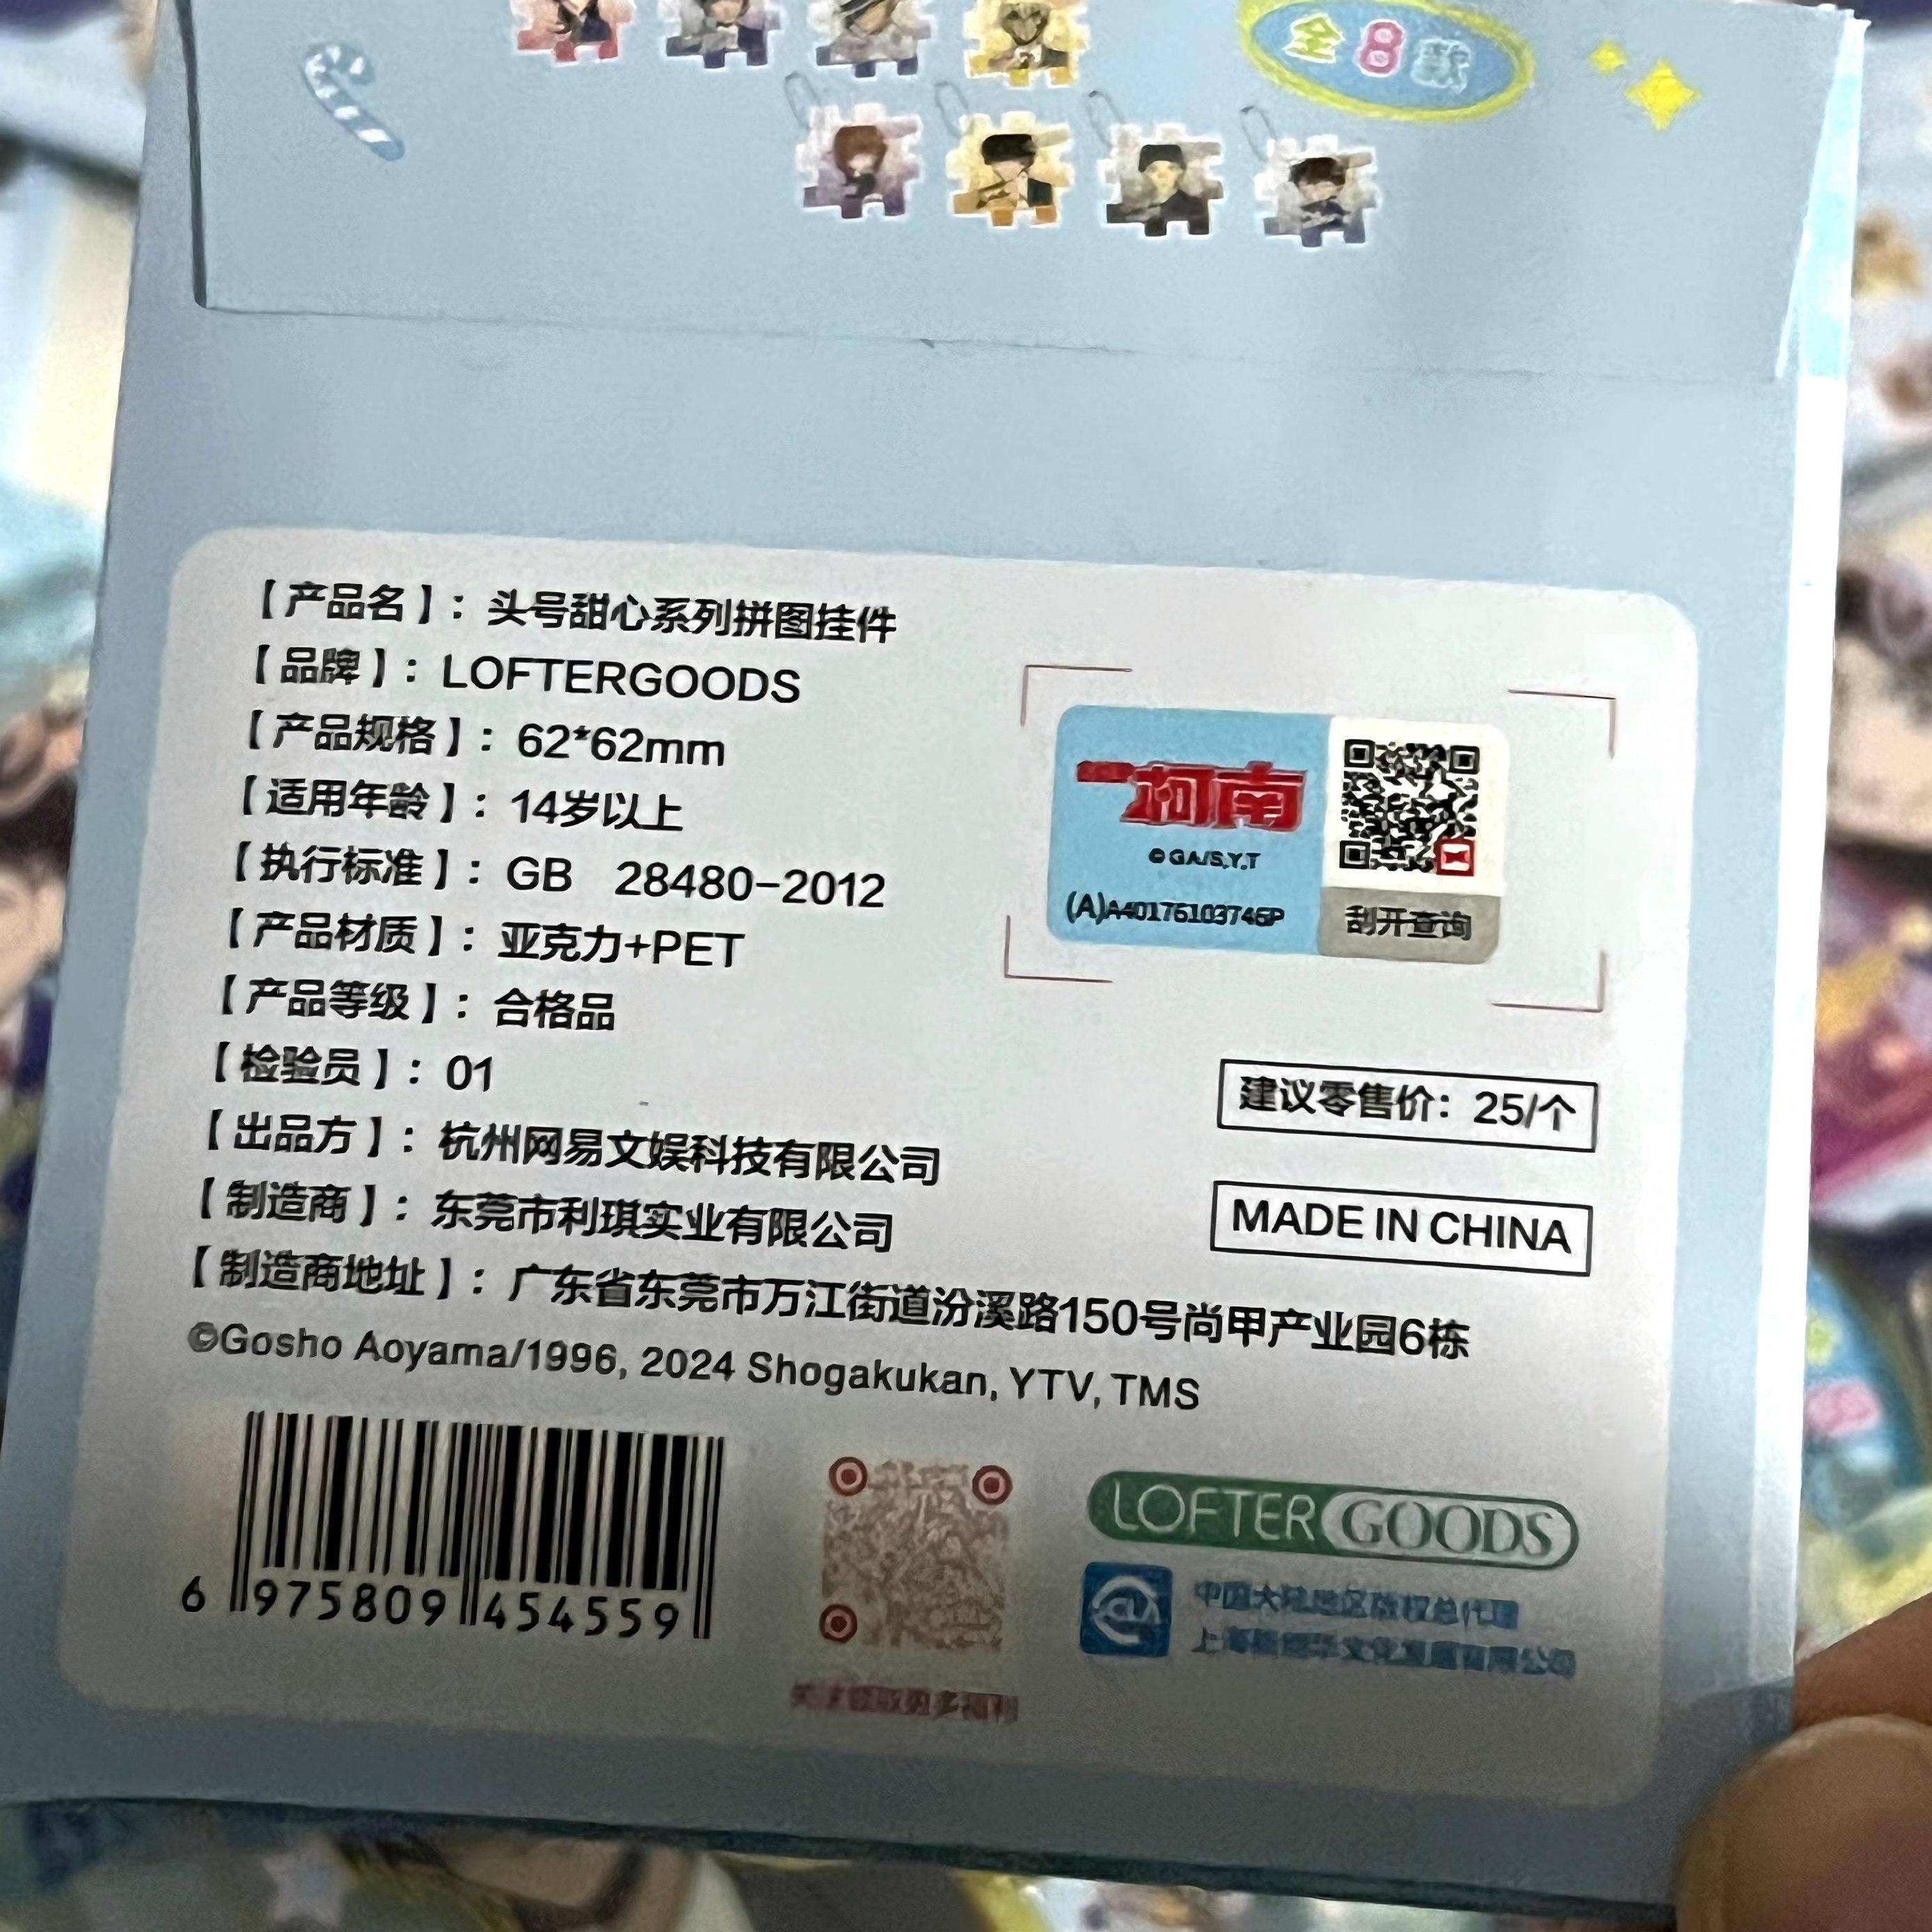 全8款
【产品名】：头号甜心系列拼图挂件
【品牌】：LOFTERGOODS
【产品规格】：62*62mm
【适用年龄】：14岁以上
【执行标准】：GB 28480-2012
【产品材质】：亚克力+PET
【产品等级】：合格品
【检验员】：01
【出品方】：杭州网易文娱科技有限公司
【制造商】：东莞市利琪实业有限公司
【制造商地址】：广东省东莞市万江街道汾溪路150号尚甲产业园6栋
©Gosho Aoyama/1996, 2024 Shogakukan, YTV, TMS
柯南
©GA/S,Y,T
(A)A40176103746P
刮开查询
建议零售价：25/个
MADE IN CHINA
6 975809 454559
LOFTER GOODS
中国大陆地区版权总代理